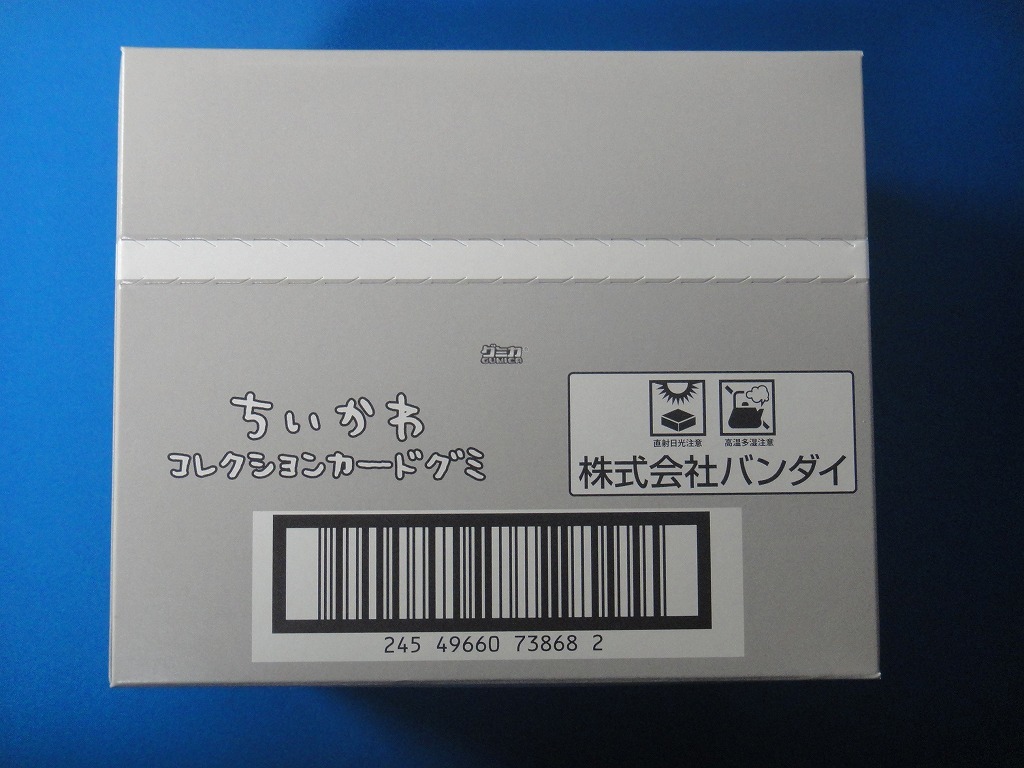 グミカ
GUMICA
ちいかわ
コレクションカードグミ
直射日光注意 高温多湿注意
株式会社バンダイ
245 49660 73868 2